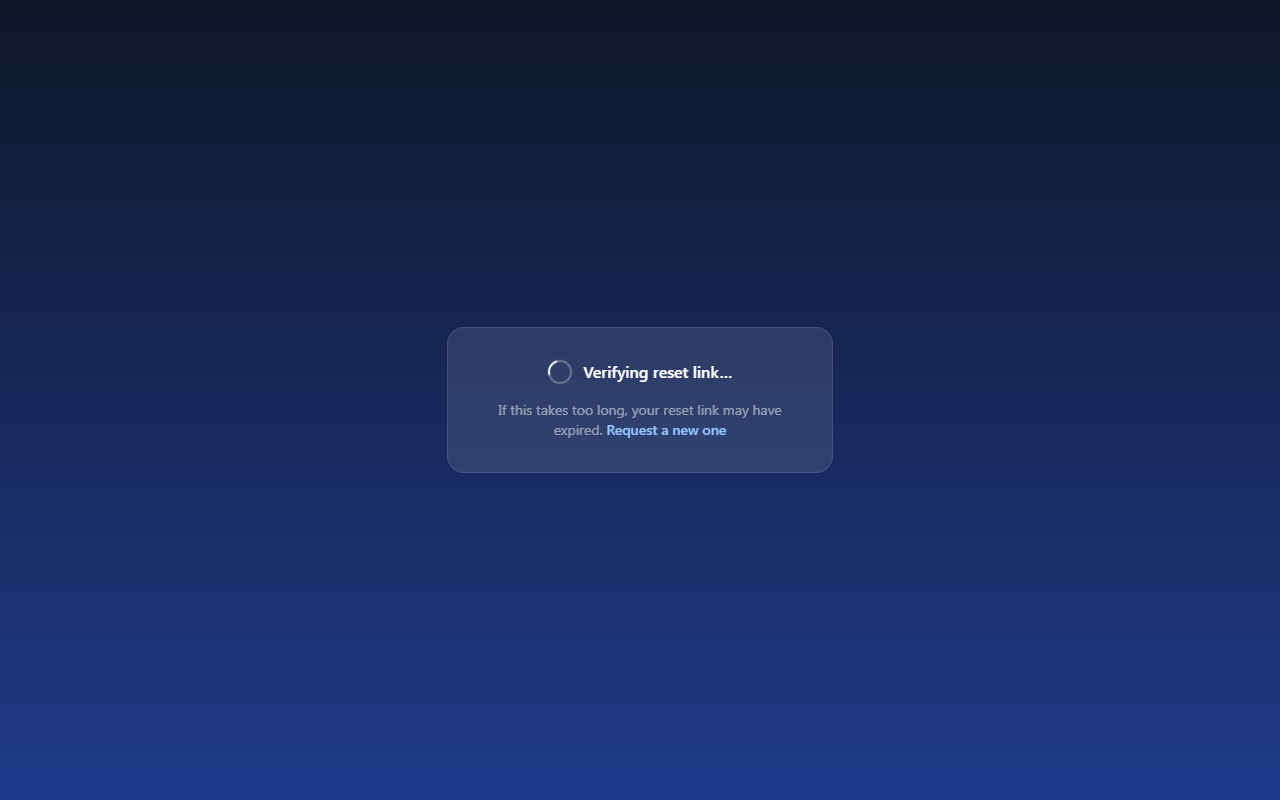 Verifying reset link...
If this takes too long, your reset link may have
expired. Request a new one